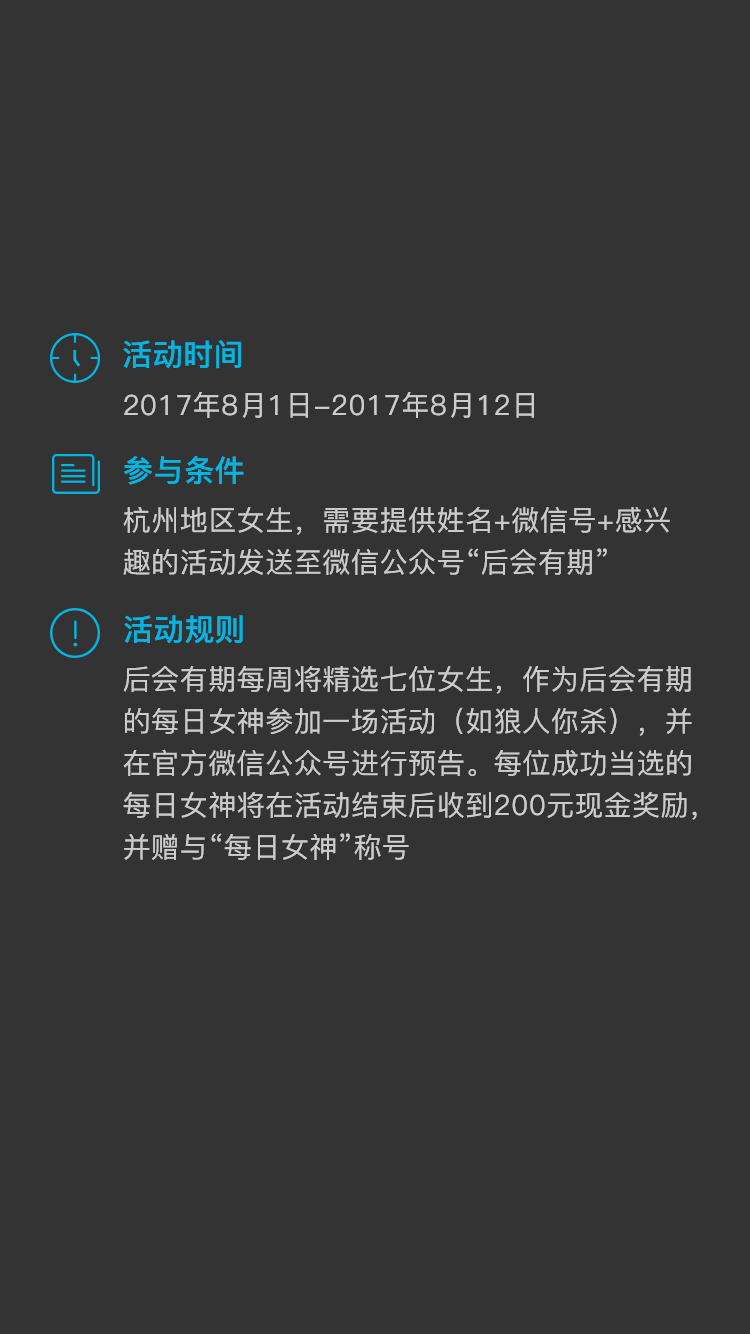 活动时间
2017年8月1日–2017年8月12日
参与条件
杭州地区女生，需要提供姓名+微信号+感兴
趣的活动发送至微信公众号“后会有期”
活动规则
后会有期每周将精选七位女生，作为后会有期
的每日女神参加一场活动（如狼人你杀），并
在官方微信公众号进行预告。每位成功当选的
每日女神将在活动结束后收到200元现金奖励，
并赠与“每日女神”称号